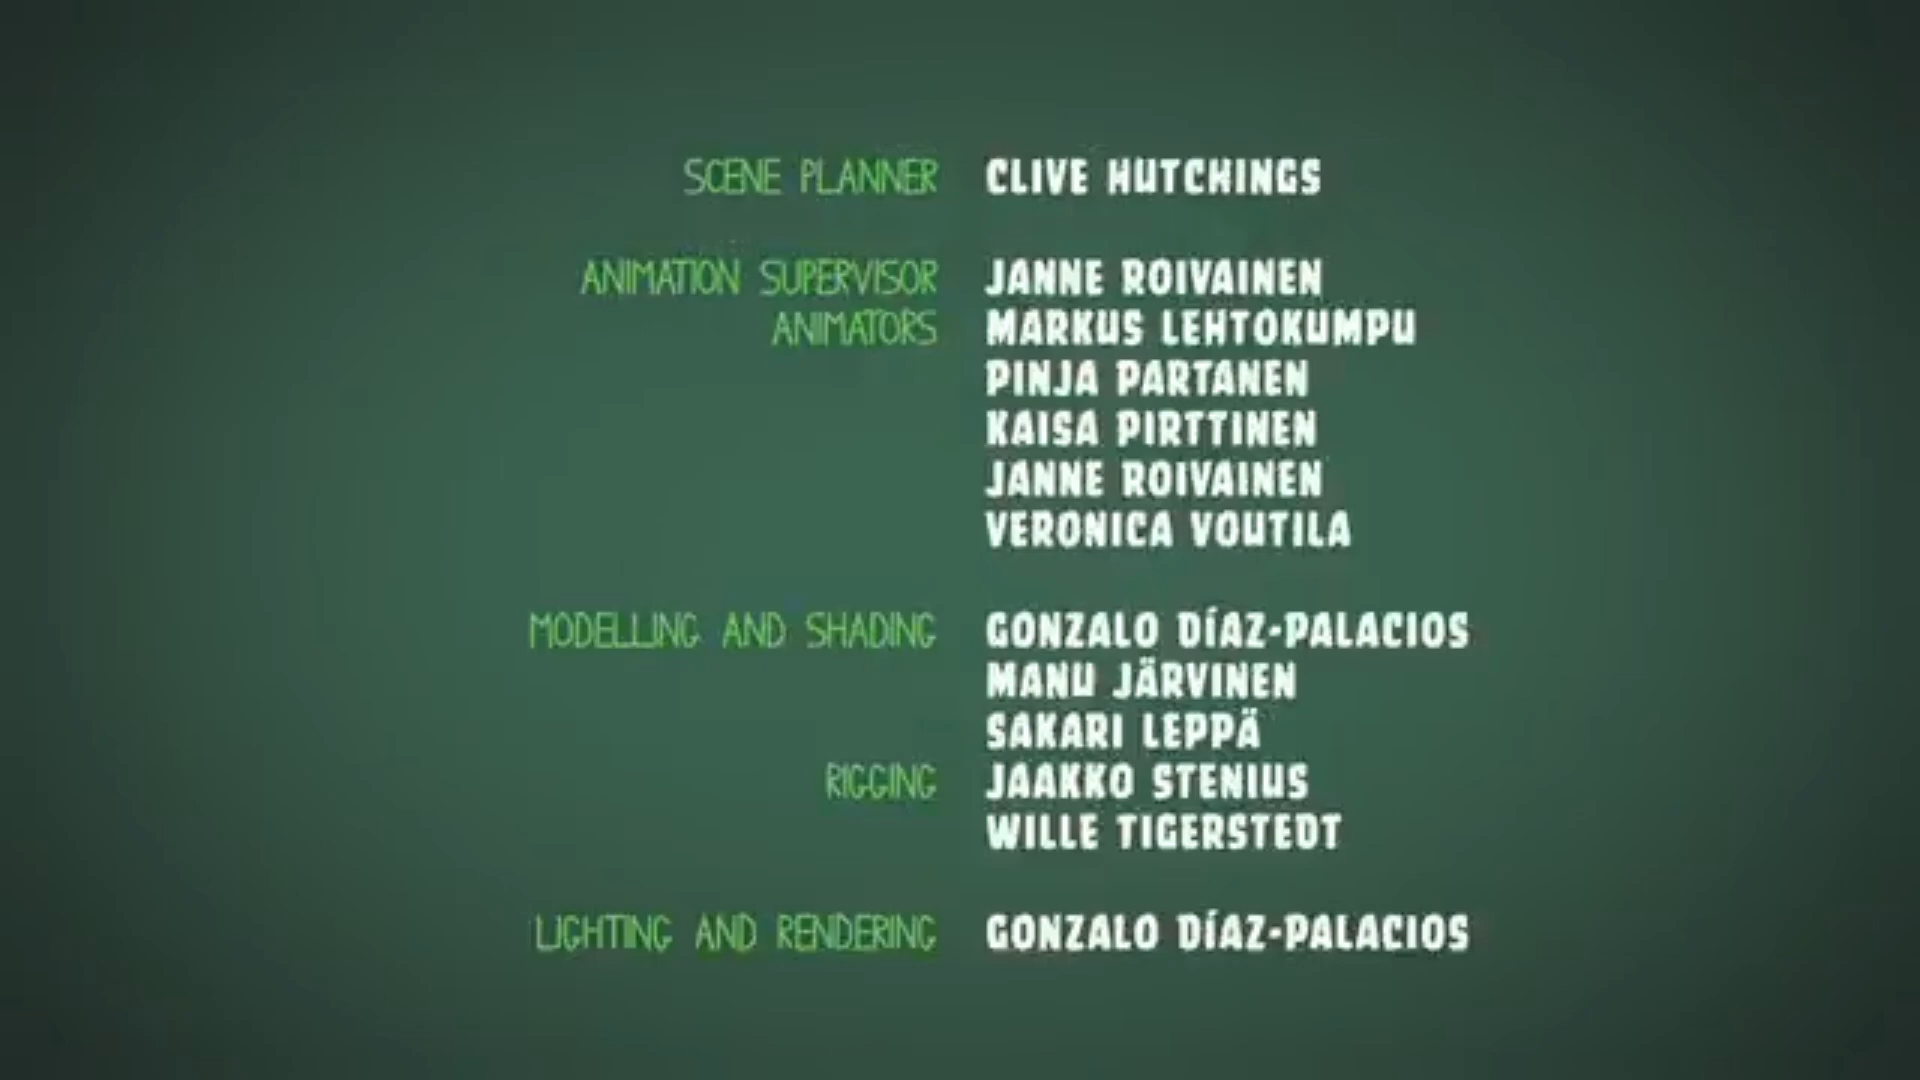 SCENE PLANNER CLIVE HUTCHINGS
ANIMATION SUPERVISOR JANNE ROIVAINEN
ANIMATORS MARKUS LEHTOKUMPU
PINJA PARTANEN
KAISA PIRTTINEN
JANNE ROIVAINEN
VERONICA VOUTILA
MODELLING AND SHADING GONZALO DÍAZ-PALACIOS
MANU JÄRVINEN
SAKARI LEPPÄ
RIGGING JAAKKO STENIUS
WILLE TIGERSTEDT
LIGHTING AND RENDERING GONZALO DÍAZ-PALACIOS